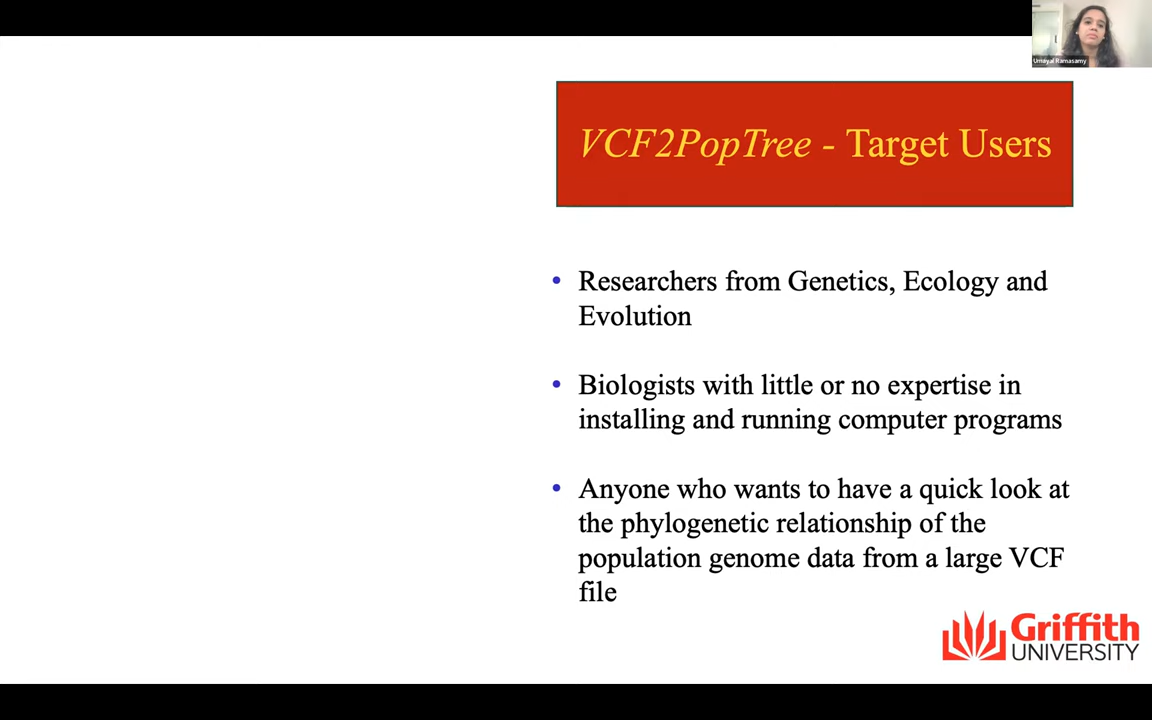 Umayal Ramasamy
VCF2PopTree - Target Users
• Researchers from Genetics, Ecology and
Evolution
• Biologists with little or no expertise in
installing and running computer programs
• Anyone who wants to have a quick look at
the phylogenetic relationship of the
population genome data from a large VCF
file
Griffith
UNIVERSITY